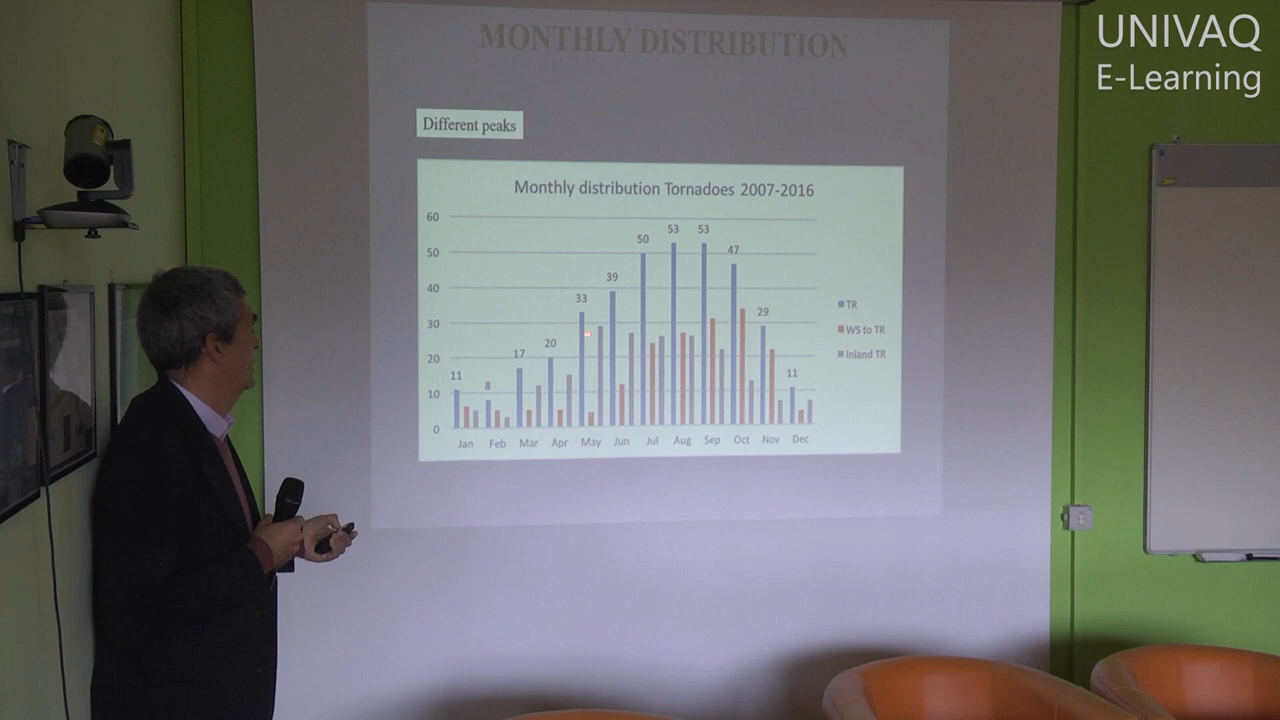 UNIVAQ
E-Learning
MONTHLY DISTRIBUTION
Different peaks
Monthly distribution Tornadoes 2007-2016
60
50
40
30
20
10
0
11
8
17
20
33
39
50
53
53
47
29
11
Jan Feb Mar Apr May Jun Jul Aug Sep Oct Nov Dec
TR
WS to TR
Inland TR